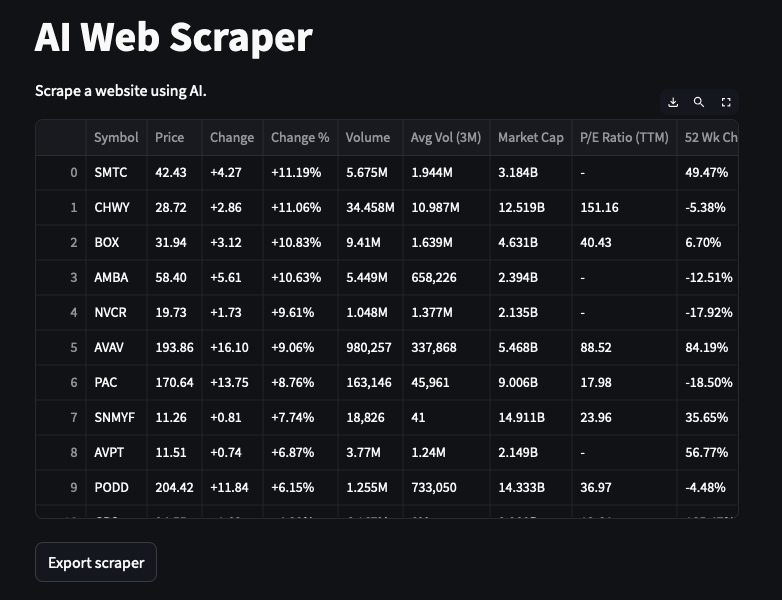 AI Web Scraper
Scrape a website using AI.
Symbol Price Change Change % Volume Avg Vol (3M) Market Cap P/E Ratio (TTM) 52 Wk Ch
0 SMTC 42.43 +4.27 +11.19% 5.675M 1.944M 3.184B - 49.47%
1 CHWY 28.72 +2.86 +11.06% 34.458M 10.987M 12.519B 151.16 -5.38%
2 BOX 31.94 +3.12 +10.83% 9.41M 1.639M 4.631B 40.43 6.70%
3 AMBA 58.40 +5.61 +10.63% 5.449M 658,226 2.394B - -12.51%
4 NVCR 19.73 +1.73 +9.61% 1.048M 1.377M 2.135B - -17.92%
5 AVAV 193.86 +16.10 +9.06% 980,257 337,868 5.468B 88.52 84.19%
6 PAC 170.64 +13.75 +8.76% 163,146 45,961 9.006B 17.98 -18.50%
7 SNMYF 11.26 +0.81 +7.74% 18,826 41 14.911B 23.96 35.65%
8 AVPT 11.51 +0.74 +6.87% 3.77M 1.24M 2.149B - 56.77%
9 PODD 204.42 +11.84 +6.15% 1.255M 733,050 14.333B 36.97 -4.48%
Export scraper